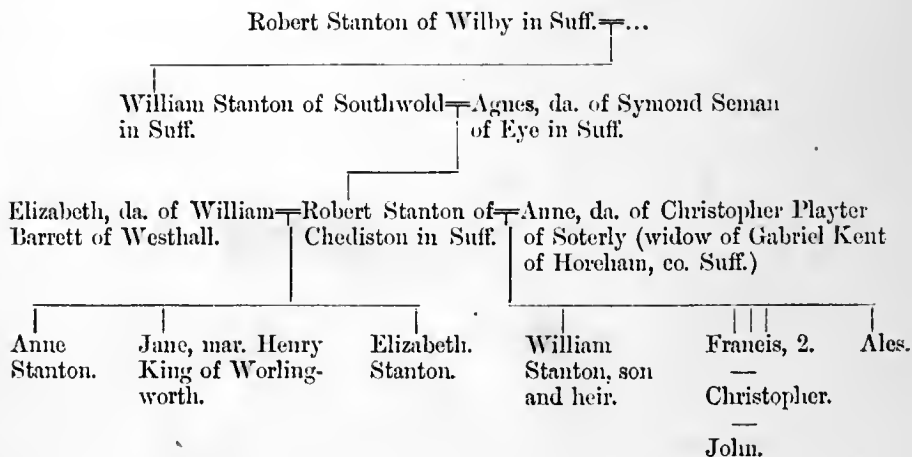 Robert Stanton of Wilby in Suff.=...
William Stanton of Southwold=Agnes, da. of Symond Seman
in Suff. of Eye in Suff.
Elizabeth, da. of William=Robert Stanton of=Anne, da. of Christopher Playter
Barrett of Westhall. Chediston in Suff. of Soterly (widow of Gabriel Kent
of Horeham, co. Suff.)
Anne Jane, mar. Henry Elizabeth. William Francis, 2. Ales.
Stanton. King of Worling- Stanton. Stanton, son —
worth. and heir. Christopher.
—
John.